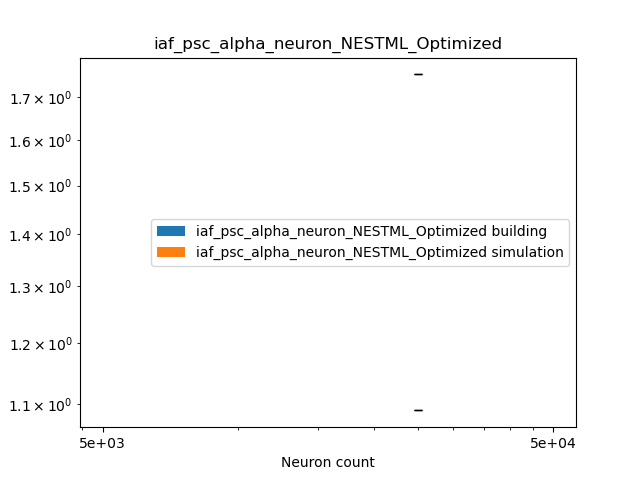 iaf_psc_alpha_neuron_NESTML_Optimized
1.7 × 10⁰
1.6 × 10⁰
1.5 × 10⁰
1.4 × 10⁰
1.3 × 10⁰
1.2 × 10⁰
1.1 × 10⁰
iaf_psc_alpha_neuron_NESTML_Optimized building
iaf_psc_alpha_neuron_NESTML_Optimized simulation
5e+03 5e+04
Neuron count